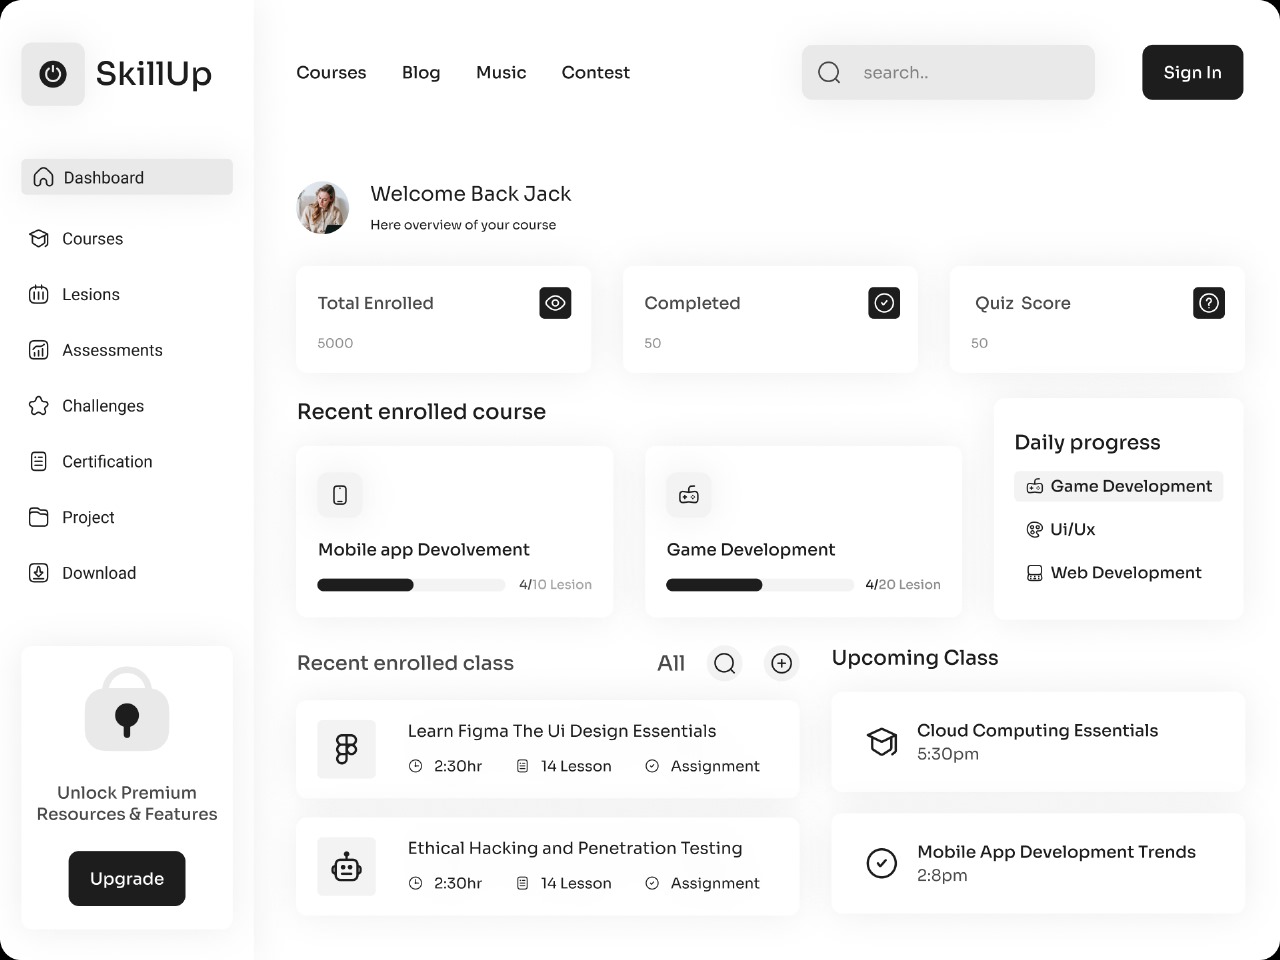 SkillUp
Courses
Blog
Music
Contest
search..
Sign In
Dashboard
Courses
Lesions
Assessments
Challenges
Certification
Project
Download
Unlock Premium
Resources & Features
Upgrade
Welcome Back Jack
Here overview of your course
Total Enrolled
5000
Completed
50
Quiz Score
50
Recent enrolled course
Mobile app Devolvement
4/10 Lesion
Game Development
4/20 Lesion
Daily progress
Game Development
Ui/Ux
Web Development
Recent enrolled class
All
Learn Figma The Ui Design Essentials
2:30hr
14 Lesson
Assignment
Ethical Hacking and Penetration Testing
2:30hr
14 Lesson
Assignment
Upcoming Class
Cloud Computing Essentials
5:30pm
Mobile App Development Trends
2:8pm